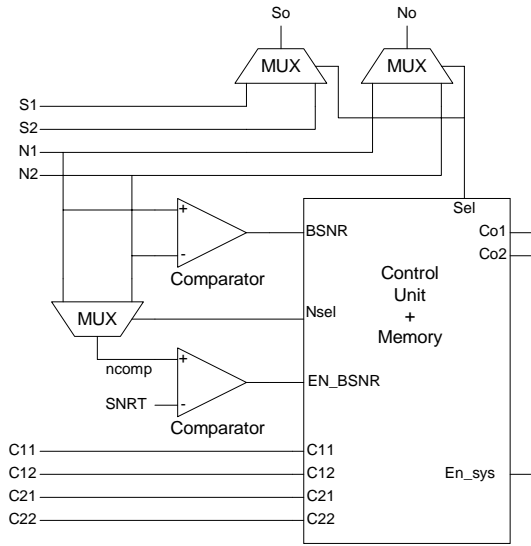 So
No
MUX
MUX
S1
S2
N1
N2
Sel
+
-
Comparator
BSNR
Co1
Co2
Control
Unit
+
Memory
MUX
Nsel
ncomp
+
-
SNRT
Comparator
EN_BSNR
C11
C11
C12
C12
En_sys
C21
C21
C22
C22